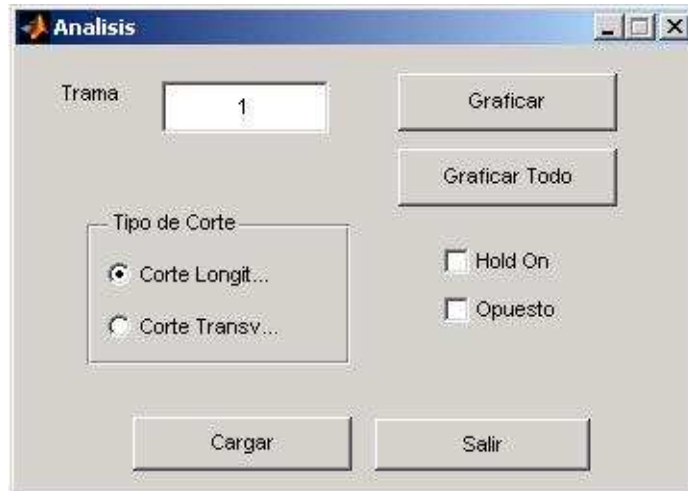 Analisis
Trama
1
Graficar
Graficar Todo
Tipo de Corte
Corte Longit...
Corte Transv...
Hold On
Opuesto
Cargar
Salir